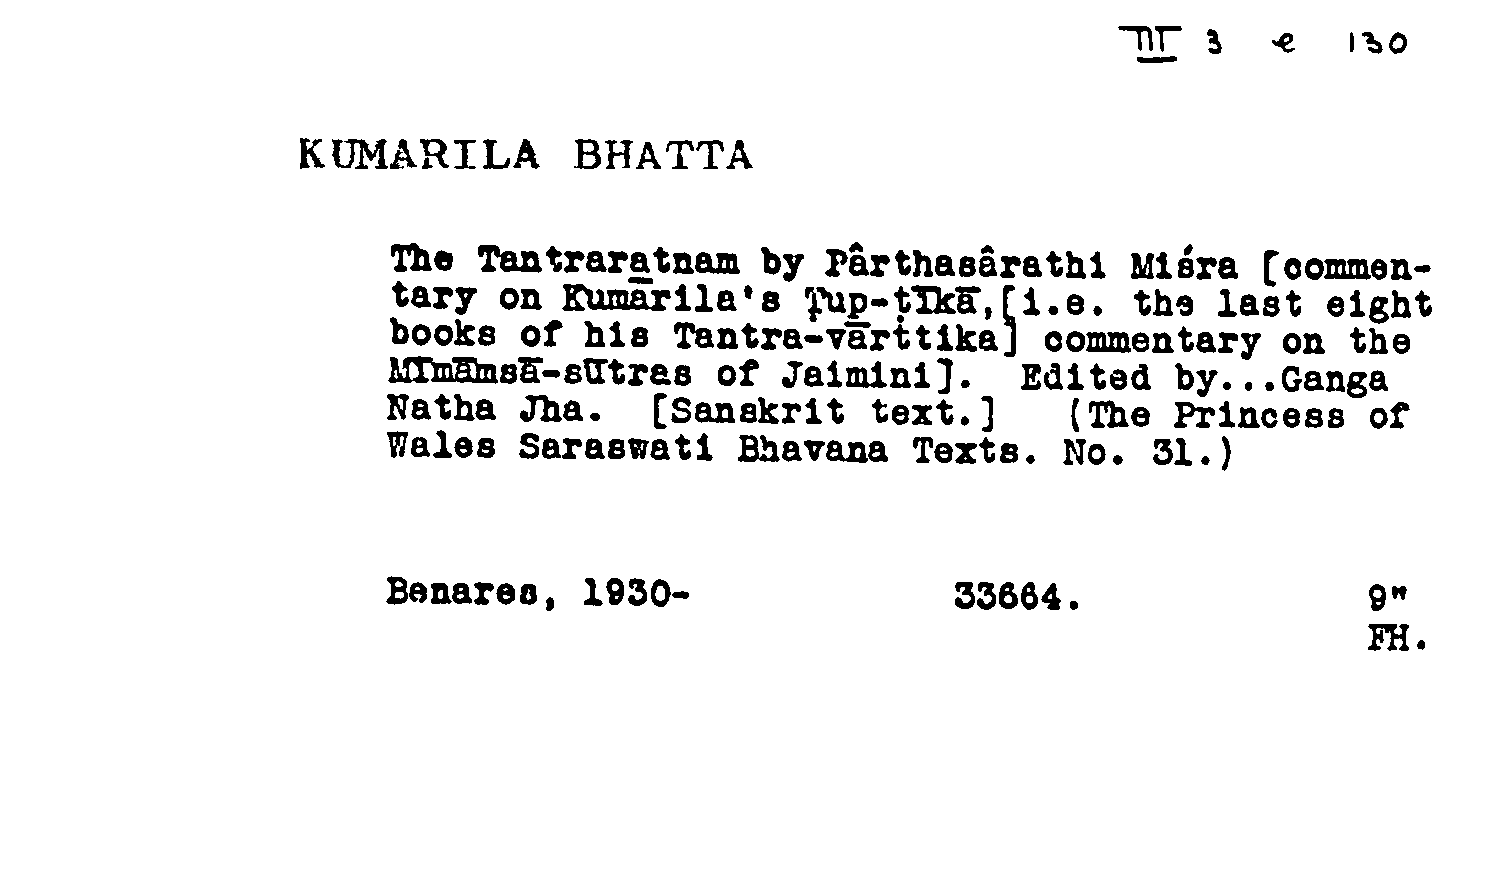 III 3 e 130
KUMARILA BHATTA
The Tantraratnam by Pârthasârathi Miśra [commen-
tary on Kumārila's Ṭup-ṭīkā,[i.e. the last eight
books of his Tantra-vārttika] commentary on the
Mīmāmsā-sūtras of Jaimini]. Edited by...Ganga
Natha Jha. [Sanskrit text.] (The Princess of
Wales Saraswati Bhavana Texts. No. 31.)
Benares, 1930- 33664. 9"
FH.